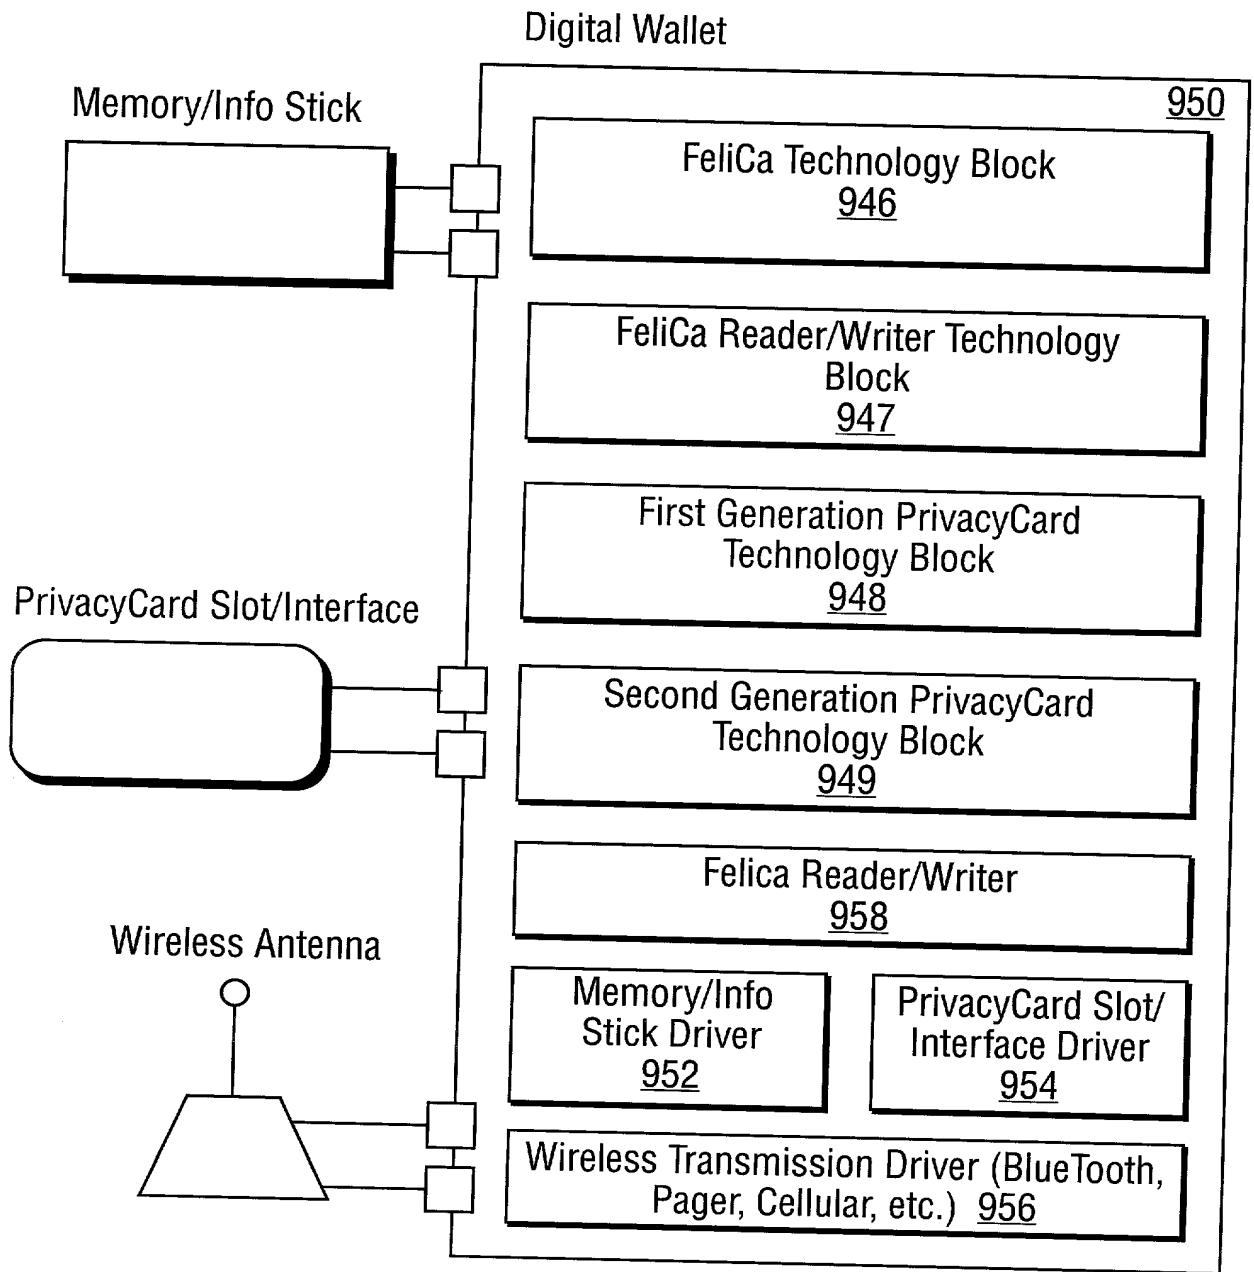 Digital Wallet
950
Memory/Info Stick
FeliCa Technology Block
946
FeliCa Reader/Writer Technology
Block
947
First Generation PrivacyCard
Technology Block
948
PrivacyCard Slot/Interface
Second Generation PrivacyCard
Technology Block
949
Felica Reader/Writer
958
Wireless Antenna
Memory/Info
Stick Driver
952
PrivacyCard Slot/
Interface Driver
954
Wireless Transmission Driver (BlueTooth,
Pager, Cellular, etc.) 956